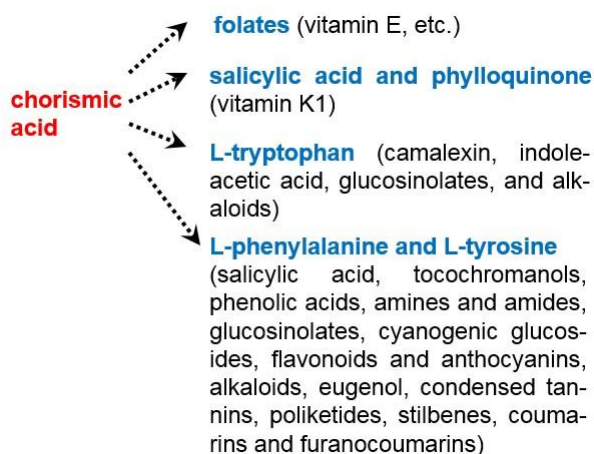 folates (vitamin E, etc.)
salicylic acid and phylloquinone
(vitamin K1)
chorismic
acid
L-tryptophan (camalexin, indole-
acetic acid, glucosinolates, and alk-
aloids)
L-phenylalanine and L-tyrosine
(salicylic acid, tocochromanols,
phenolic acids, amines and amides,
glucosinolates, cyanogenic glucos-
ides, flavonoids and anthocyanins,
alkaloids, eugenol, condensed tan-
nins, poliketides, stilbenes, couma-
rins and furanocoumarins)